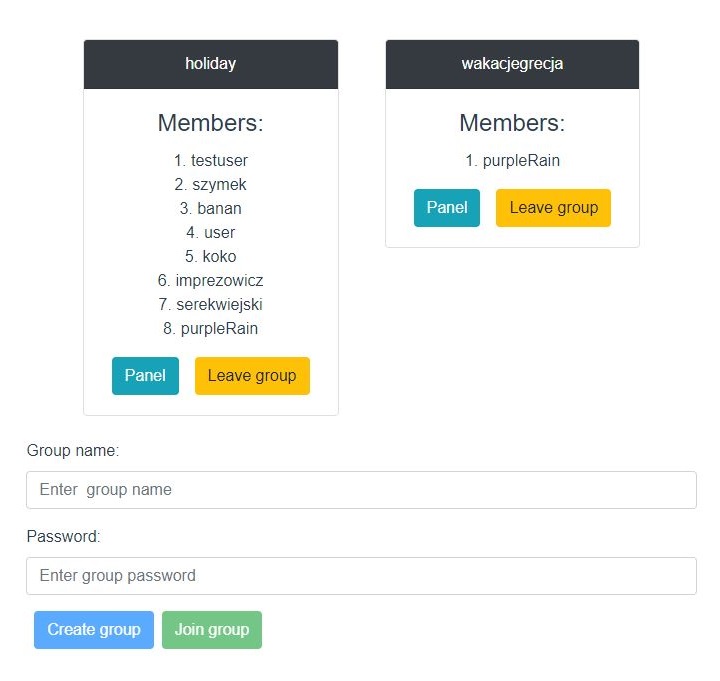 holiday
Members:
1. testuser
2. szymek
3. banan
4. user
5. koko
6. imprezowicz
7. serekwiejski
8. purpleRain
Panel
Leave group
wakacjegrecja
Members:
1. purpleRain
Panel
Leave group
Group name:
Enter  group name
Password:
Enter group password
Create group
Join group